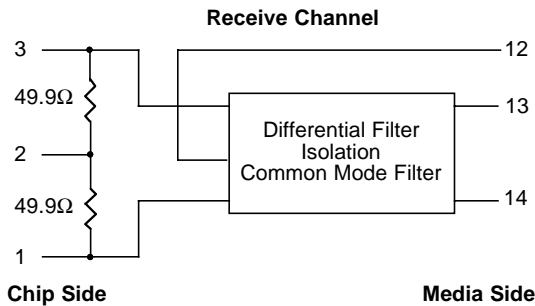 Receive Channel
3
12
49.9Ω
13
Differential Filter
Isolation
Common Mode Filter
2
49.9Ω
14
1
Chip Side
Media Side